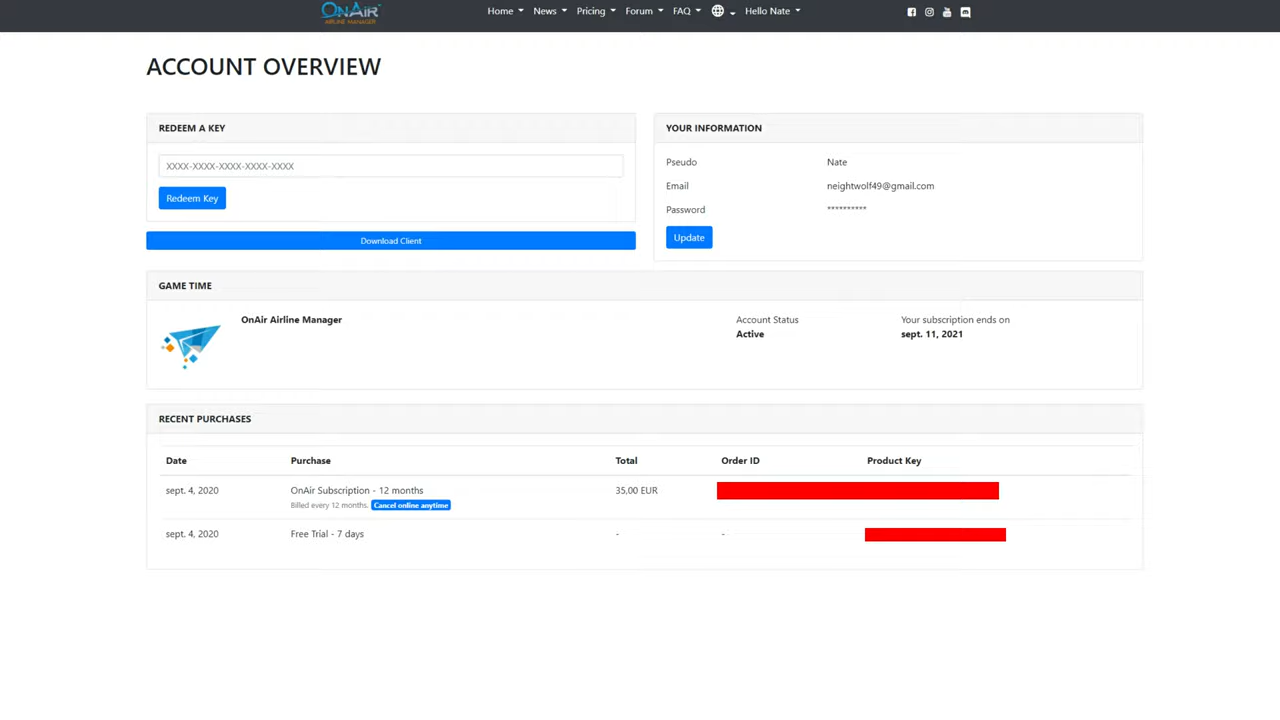 ONAIR AIRLINE MANAGER Home News Pricing Forum FAQ Hello Nate
ACCOUNT OVERVIEW
REDEEM A KEY
XXXX-XXXX-XXXX-XXXX-XXXX
Redeem Key
Download Client
YOUR INFORMATION
Pseudo Nate
Email neightwolf49@gmail.com
Password **********
Update
GAME TIME
OnAir Airline Manager
Account Status
Active
Your subscription ends on
sept. 11, 2021
RECENT PURCHASES
Date Purchase Total Order ID Product Key
sept. 4, 2020 OnAir Subscription - 12 months 35,00 EUR
Billed every 12 months. Cancel online anytime
sept. 4, 2020 Free Trial - 7 days - -